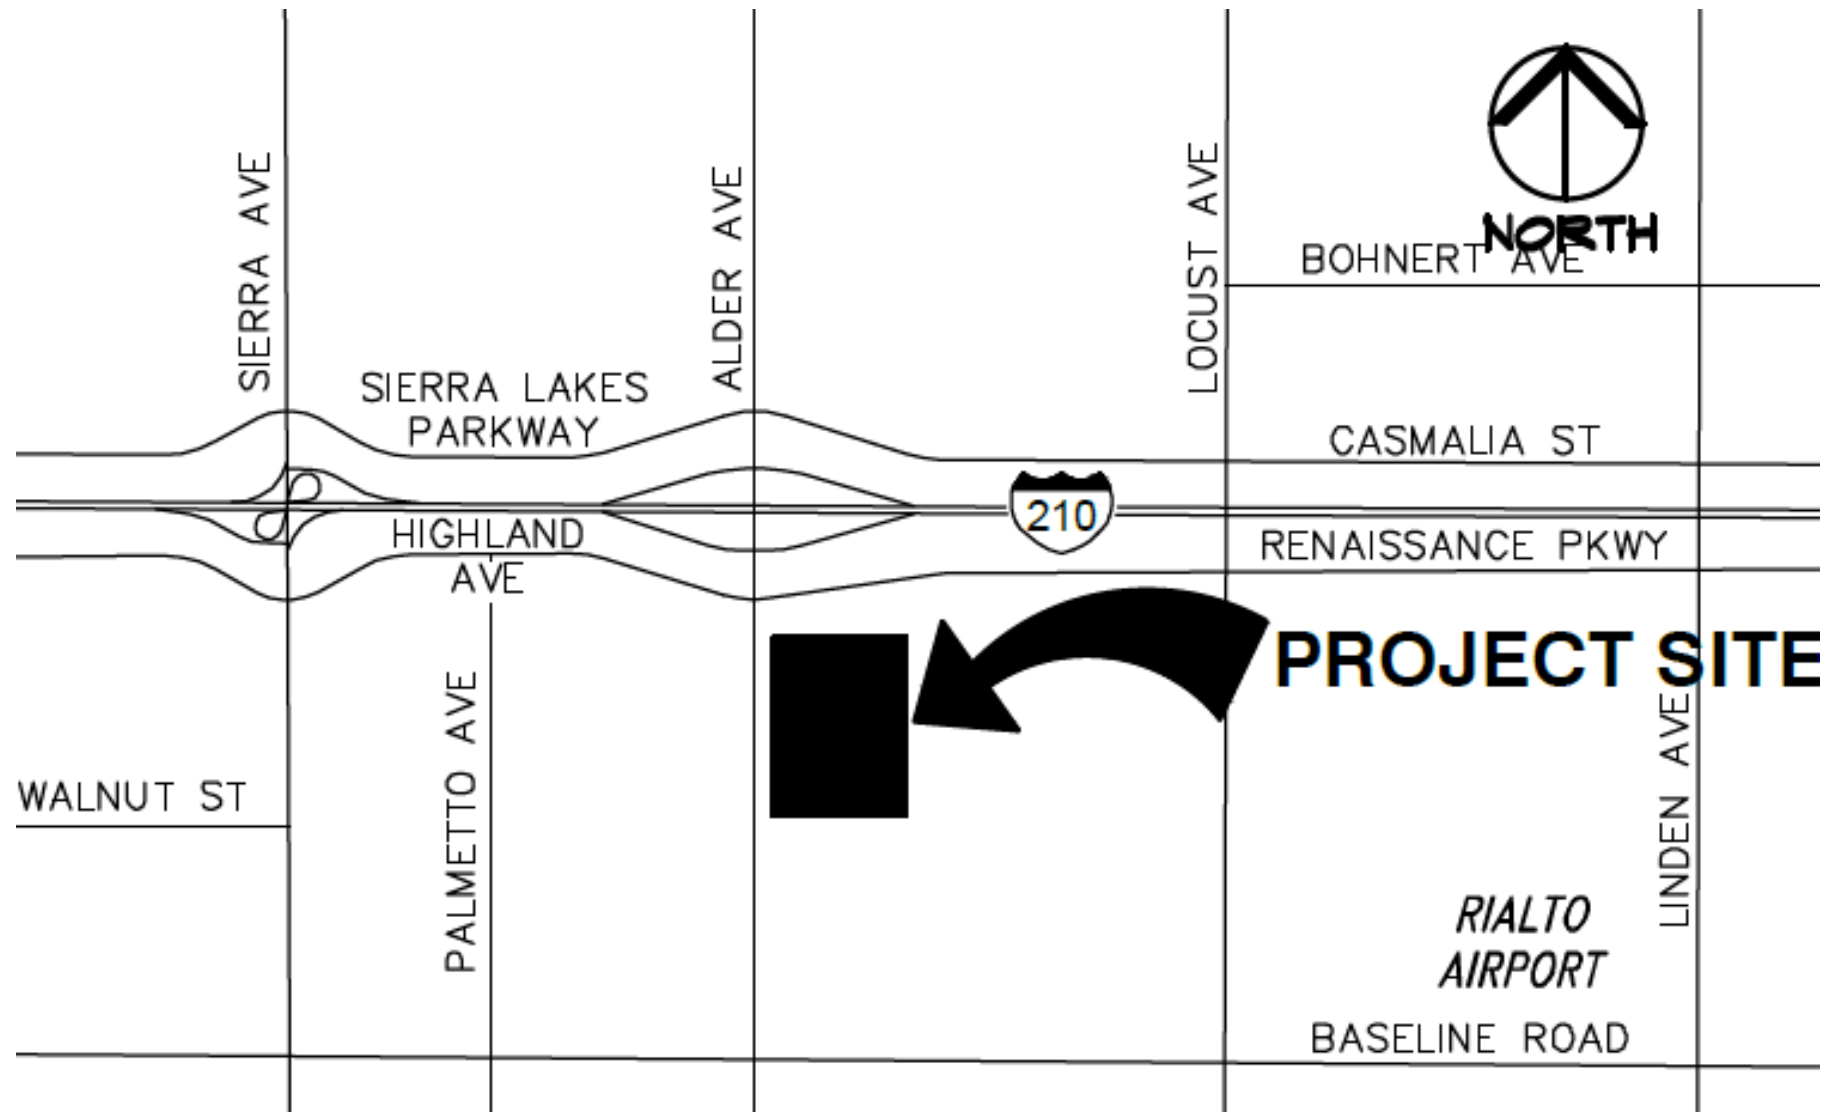 SIERRA AVE
ALDER AVE
LOCUST AVE
NORTH
BOHNERT AVE
SIERRA LAKES
PARKWAY
CASMALIA ST
210
HIGHLAND
AVE
RENAISSANCE PKWY
PROJECT SITE
PALMETTO AVE
LINDEN AVE
WALNUT ST
RIALTO
AIRPORT
BASELINE ROAD